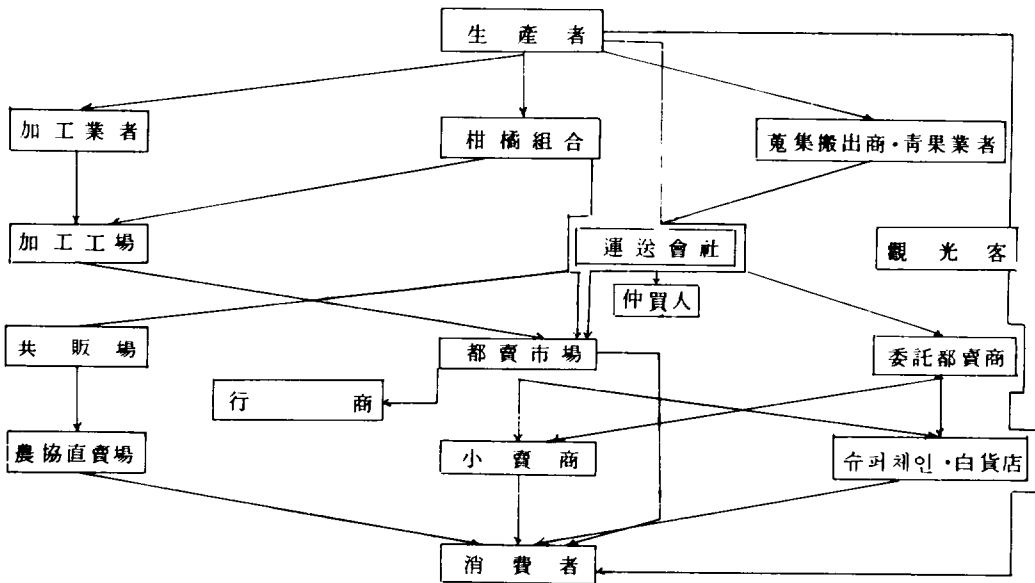 生產者
加工業者
柑橘組合
蒐集搬出商·靑果業者
加工工場
運送會社
觀光客
仲買人
共販場
都賣市場
委託都賣商
行商
農協直賣場
小賣商
슈퍼체인·白貨店
消費者